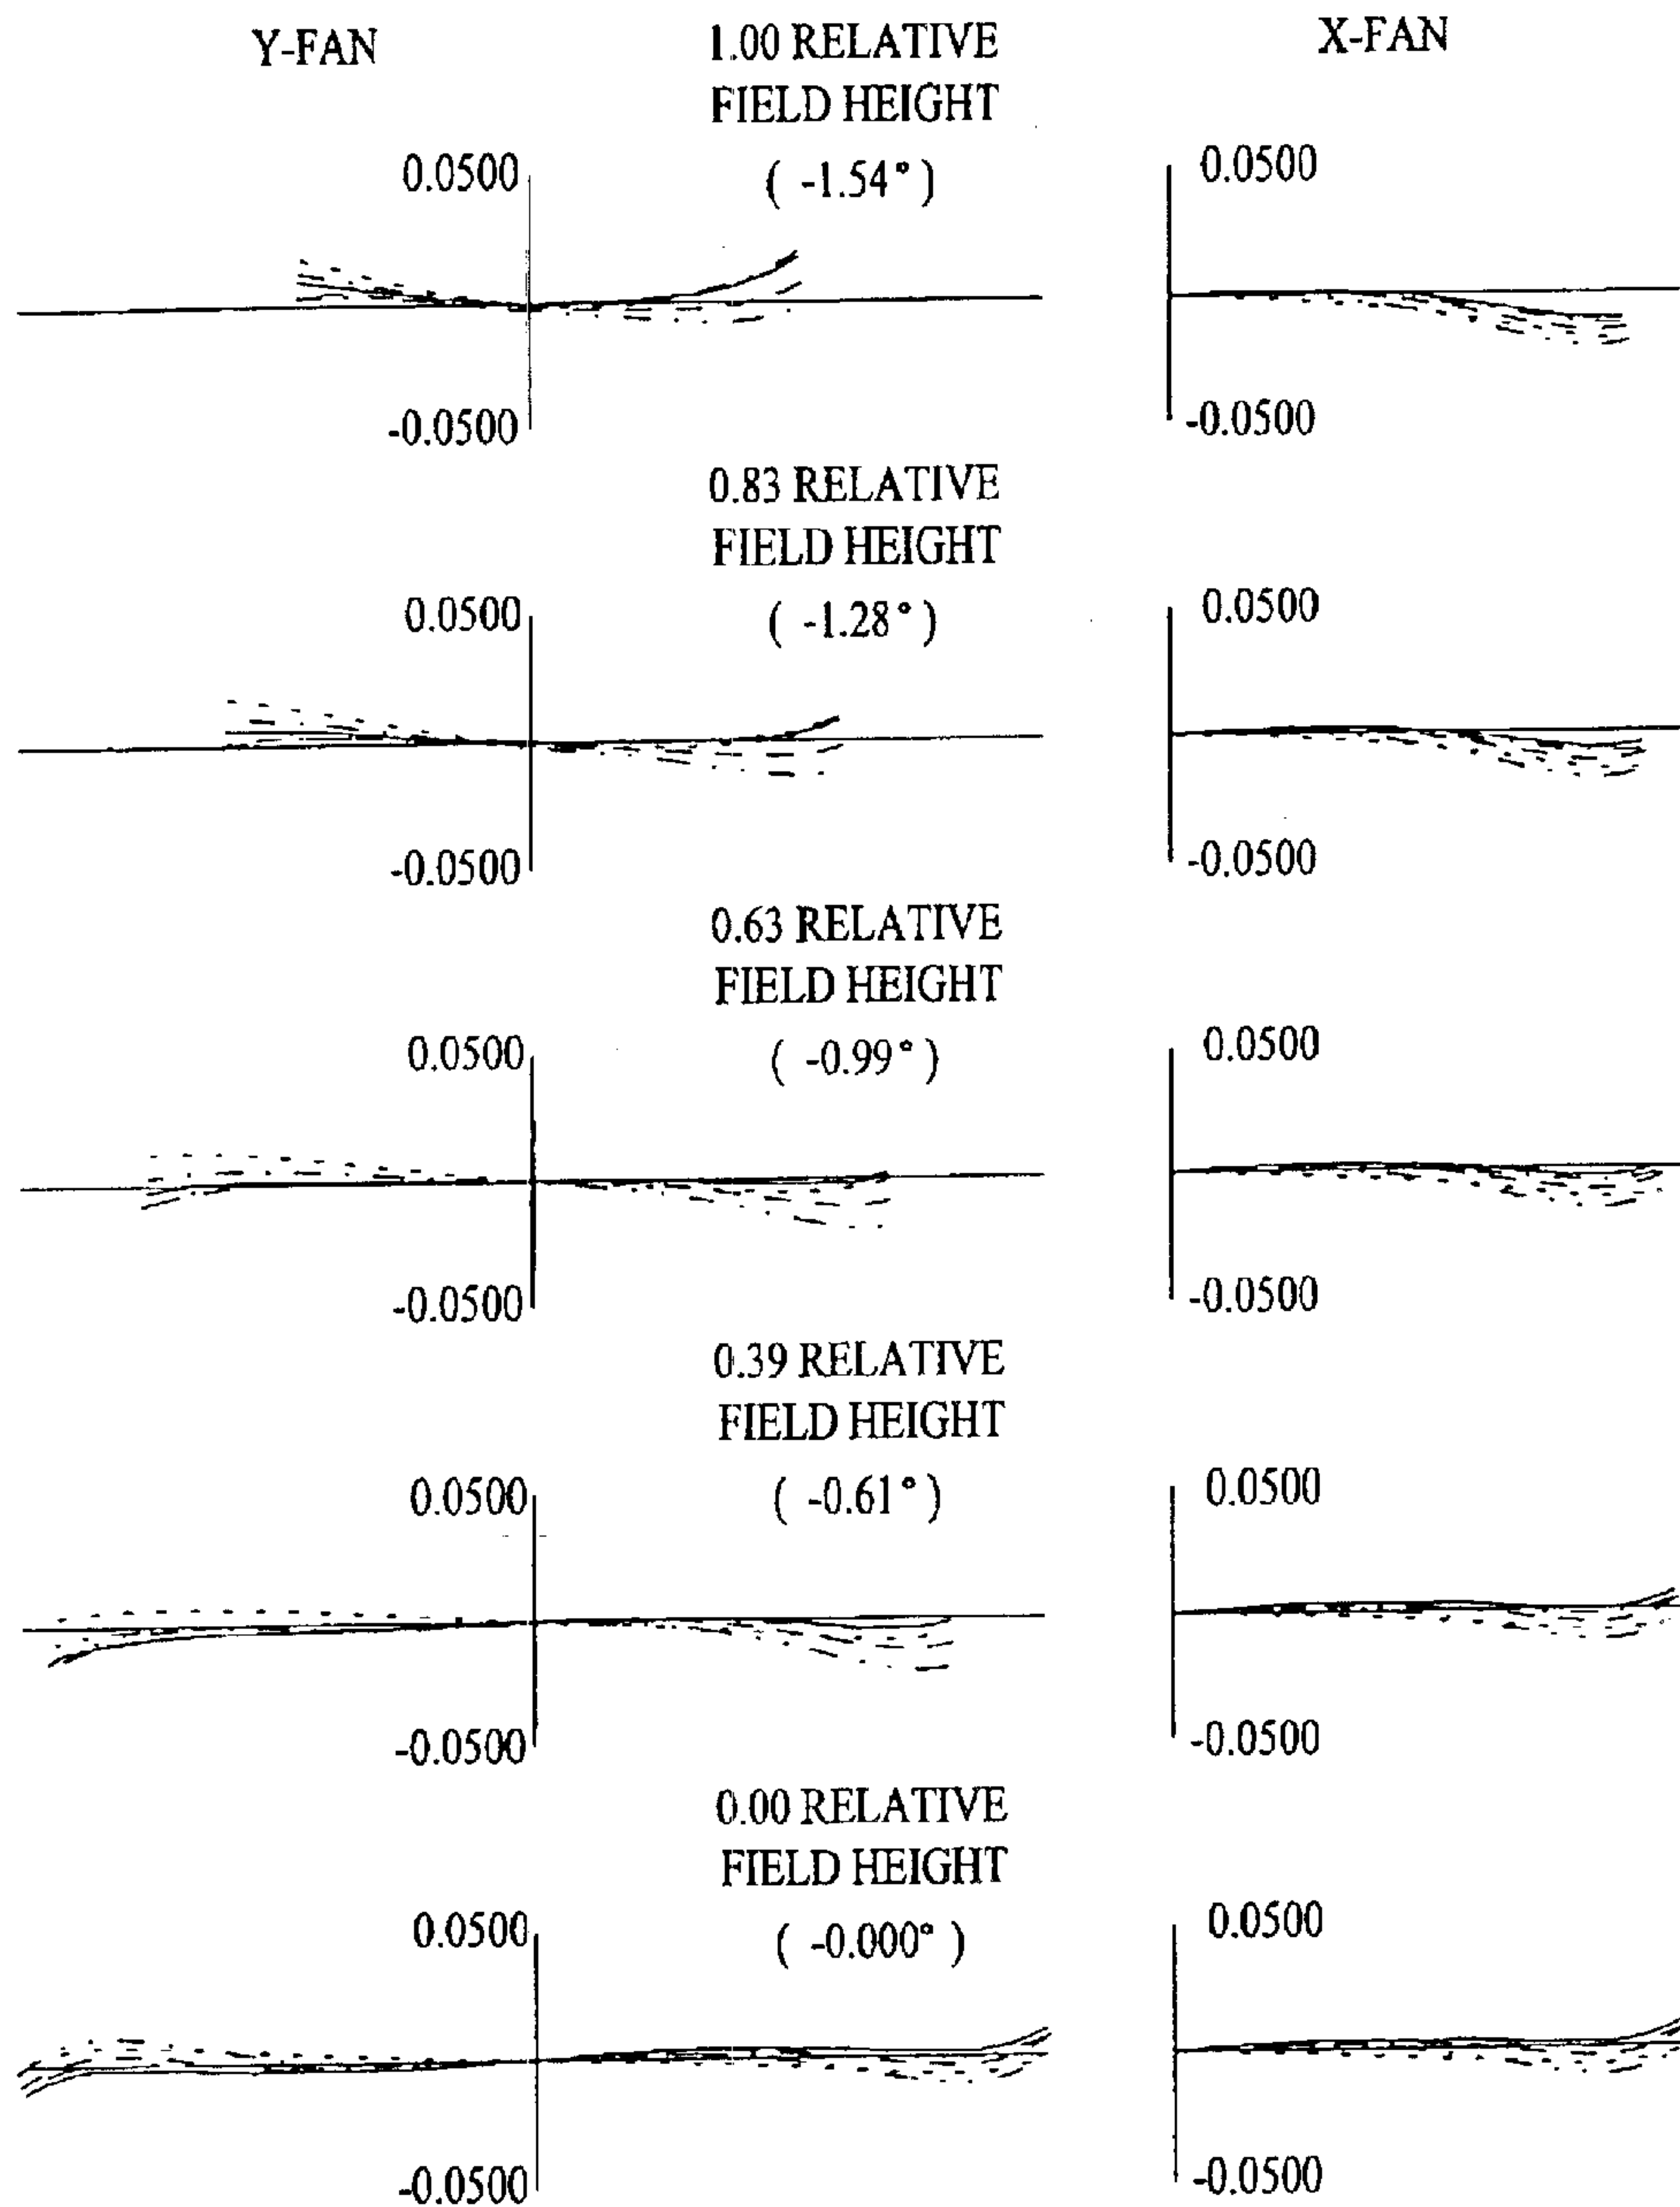 Y-FAN
1.00 RELATIVE
FIELD HEIGHT
( -1.54° )
X-FAN
0.0500
0.0500
-0.0500
-0.0500
0.83 RELATIVE
FIELD HEIGHT
( -1.28° )
0.0500
0.0500
-0.0500
-0.0500
0.63 RELATIVE
FIELD HEIGHT
( -0.99° )
0.0500
0.0500
-0.0500
-0.0500
0.39 RELATIVE
FIELD HEIGHT
( -0.61° )
0.0500
0.0500
-0.0500
-0.0500
0.00 RELATIVE
FIELD HEIGHT
( -0.000° )
0.0500
0.0500
-0.0500
-0.0500